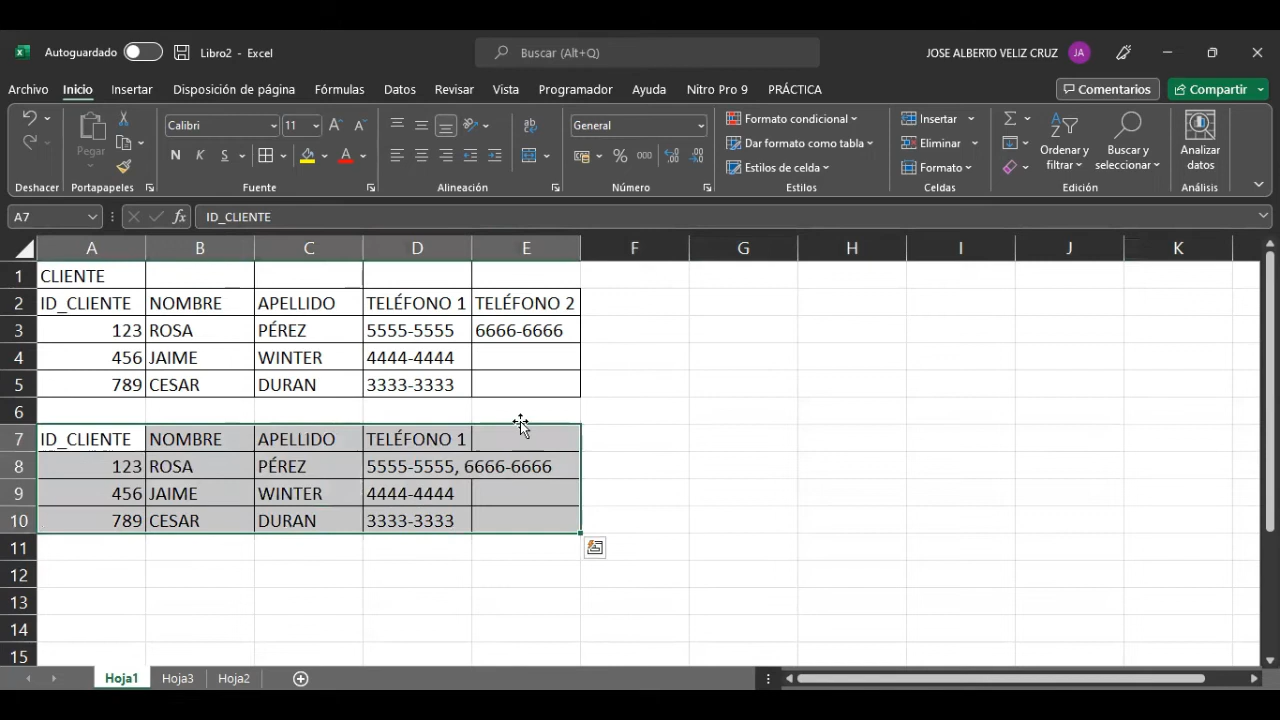 Autoguardado Libro2 - Excel Buscar (Alt+Q) JOSE ALBERTO VELIZ CRUZ JA
Archivo Inicio Insertar Disposición de página Fórmulas Datos Revisar Vista Programador Ayuda Nitro Pro 9 PRÁCTICA Comentarios Compartir
Pegar Calibri 11 General Formato condicional Insertar Ordenar y filtrar Buscar y seleccionar Analizar datos
N K S % 000 Dar formato como tabla Eliminar
Estilos de celda Formato
Deshacer Portapapeles Fuente Alineación Número Estilos Celdas Edición Análisis
A7 fx ID_CLIENTE
A B C D E F G H I J K
1 CLIENTE
2 ID_CLIENTE NOMBRE APELLIDO TELÉFONO 1 TELÉFONO 2
3 123 ROSA PÉREZ 5555-5555 6666-6666
4 456 JAIME WINTER 4444-4444
5 789 CESAR DURAN 3333-3333
6
7 ID_CLIENTE NOMBRE APELLIDO TELÉFONO 1
8 123 ROSA PÉREZ 5555-5555, 6666-6666
9 456 JAIME WINTER 4444-4444
10 789 CESAR DURAN 3333-3333
11
12
13
14
15
Hoja1 Hoja3 Hoja2